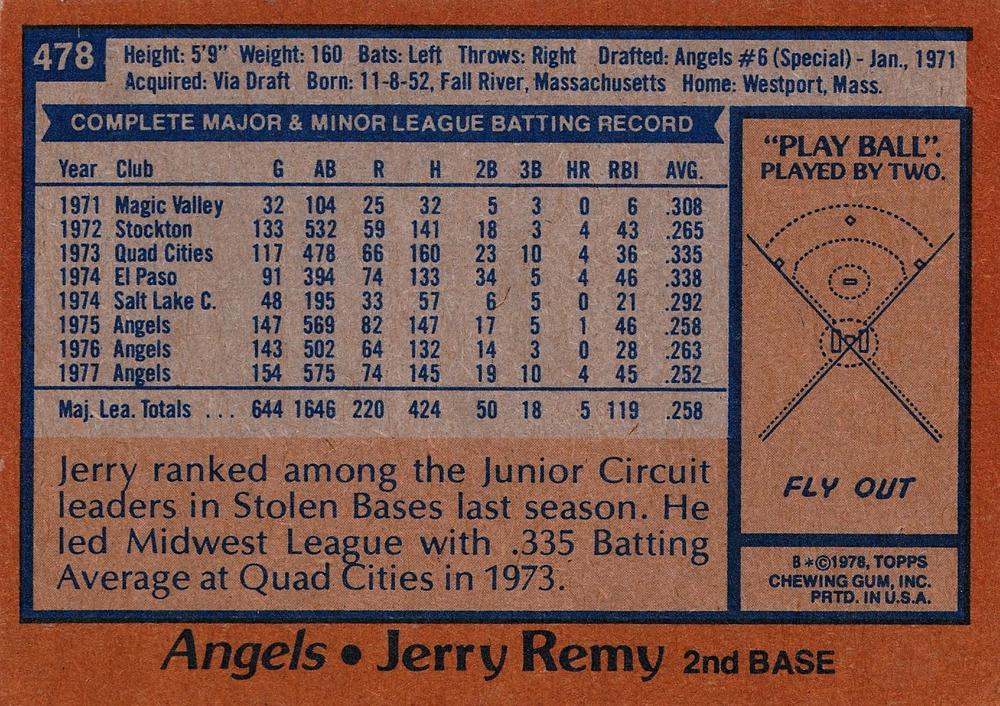 478
Height: 5'9" Weight: 160 Bats: Left Throws: Right Drafted: Angels #6 (Special) - Jan., 1971
Acquired: Via Draft Born: 11-8-52, Fall River, Massachusetts Home: Westport, Mass.
COMPLETE MAJOR & MINOR LEAGUE BATTING RECORD
Year Club G AB R H 2B 3B HR RBI AVG.
1971 Magic Valley 32 104 25 32 5 3 0 6 .308
1972 Stockton 133 532 59 141 18 3 4 43 .265
1973 Quad Cities 117 478 66 160 23 10 4 36 .335
1974 El Paso 91 394 74 133 34 5 4 46 .338
1974 Salt Lake C. 48 195 33 57 6 5 0 21 .292
1975 Angels 147 569 82 147 17 5 1 46 .258
1976 Angels 143 502 64 132 14 3 0 28 .263
1977 Angels 154 575 74 145 19 10 4 45 .252
Maj. Lea. Totals ... 644 1646 220 424 50 18 5 119 .258
Jerry ranked among the Junior Circuit
leaders in Stolen Bases last season. He
led Midwest League with .335 Batting
Average at Quad Cities in 1973.
"PLAY BALL".
PLAYED BY TWO.
FLY OUT
B*©1978, TOPPS
CHEWING GUM, INC.
PRTD. IN U.S.A.
Angels • Jerry Remy 2nd BASE